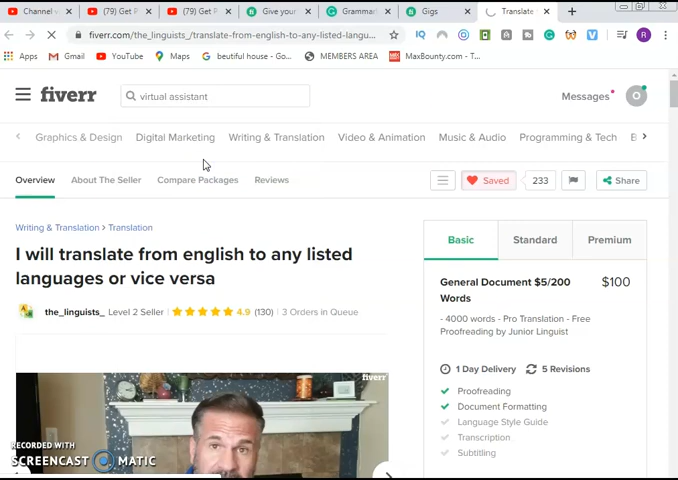 Channel v
(79) Get P
(79) Get P
Give your
Grammar
Gigs
Translate
fiverr.com/the_linguists_/translate-from-english-to-any-listed-langu...
Apps Gmail YouTube Maps beutiful house - Go... MEMBERS AREA MaxBounty.com - T...
fiverr
virtual assistant
Messages
O
Graphics & Design Digital Marketing Writing & Translation Video & Animation Music & Audio Programming & Tech
Overview About The Seller Compare Packages Reviews
Saved 233 Share
Writing & Translation > Translation
I will translate from english to any listed
languages or vice versa
the_linguists_ Level 2 Seller 4.9 (130) 3 Orders in Queue
Basic Standard Premium
General Document $5/200 $100
Words
- 4000 words - Pro Translation - Free
Proofreading by Junior Linguist
1 Day Delivery 5 Revisions
Proofreading
Document Formatting
Language Style Guide
Transcription
Subtitling
fiverr
RECORDED WITH
SCREENCAST MATIC